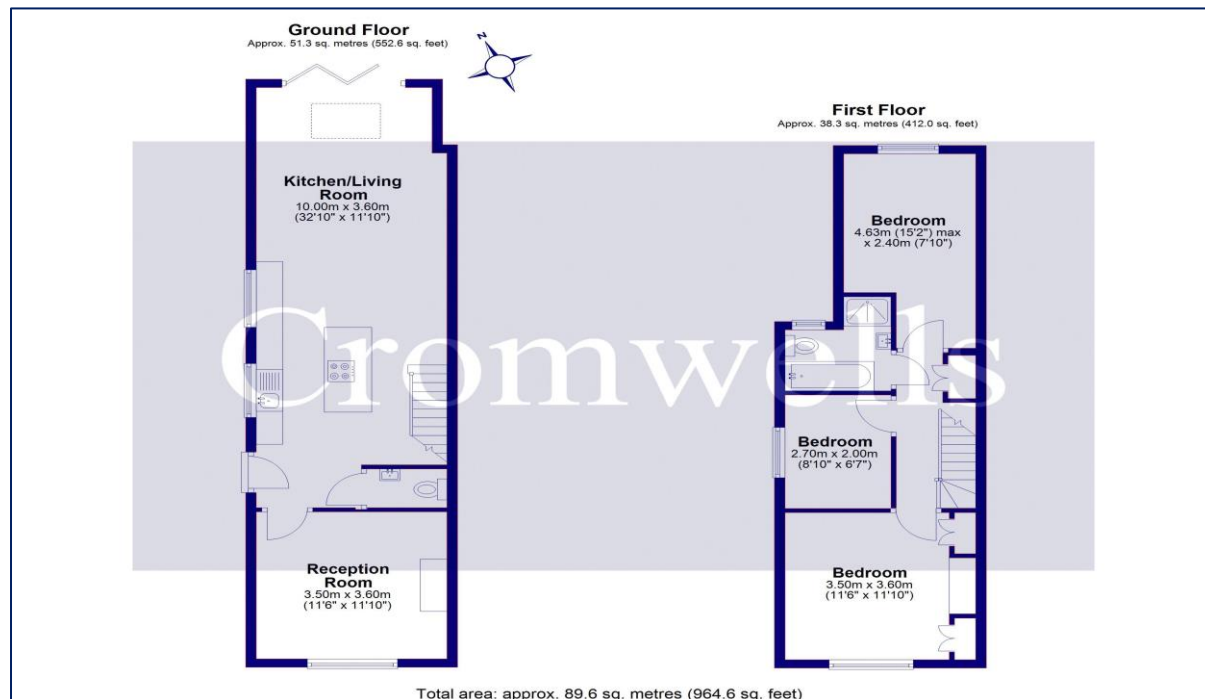 Ground Floor
Approx. 51.3 sq. metres (552.6 sq. feet)
N
Kitchen/Living
Room
10.00m x 3.60m
(32'10" x 11'10")
Reception
Room
3.50m x 3.60m
(11'6" x 11'10")
First Floor
Approx. 38.3 sq. metres (412.0 sq. feet)
Bedroom
4.63m (15'2") max
x 2.40m (7'10")
Bedroom
2.70m x 2.00m
(8'10" x 6'7")
Bedroom
3.50m x 3.60m
(11'6" x 11'10")
Cromwells
Total area: approx. 89.6 sq. metres (964.6 sq. feet)